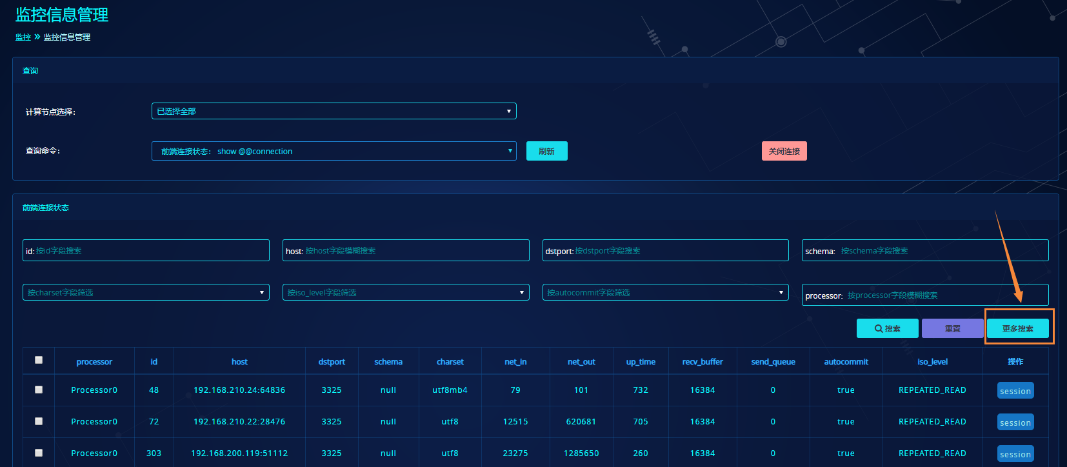 监控信息管理
监控 » 监控信息管理
查询
计算节点选择： 已选择全部
查询命令： 前端连接状态： show @@connection 刷新 关闭连接
前端连接状态
id: 按id字段搜索 host: 按host字段模糊搜索 dstport: 按dstport字段搜索 schema: 按schema字段搜索
按charset字段筛选 按iso_level字段筛选 按autocommit字段筛选 processor: 按processor字段模糊搜索
搜索 重置 更多搜索
processor id host dstport schema charset net_in net_out up_time recv_buffer send_queue autocommit iso_level 操作
Processor0 48 192.168.210.24:64836 3325 null utf8mb4 79 101 732 16384 0 true REPEATED_READ session
Processor0 72 192.168.210.22:28476 3325 null utf8 12515 620681 705 16384 0 true REPEATED_READ session
Processor0 303 192.168.200.119:51112 3325 null utf8 23275 1285650 260 16384 0 true REPEATED_READ session